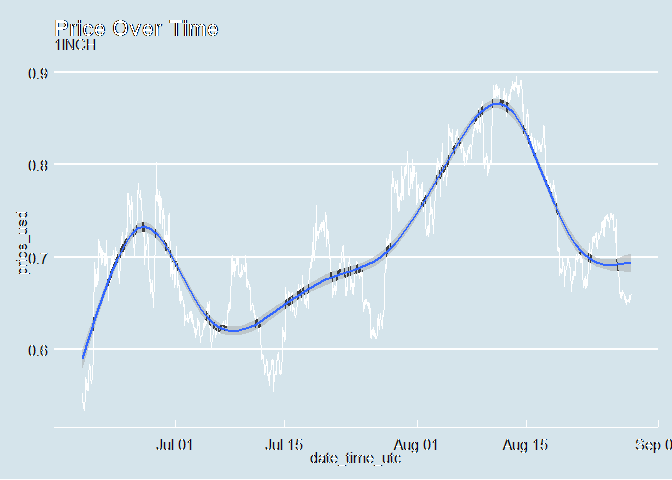 Price Over Time
1INCH
0.9
0.8
0.7
0.6
price_usd
Jul 01
Jul 15
Aug 01
Aug 15
Sep 0
date_time_utc